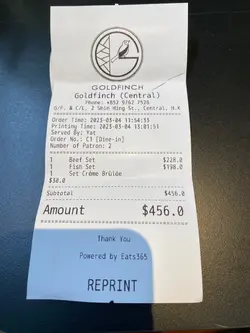 GOLDFINCH
Goldfinch (Central)
Phone: +852 9762 7528
G/F. & C/L, 2 Shin Hing St., Central, H.K
Order Time: 2023-03-04 11:54:53
Printing Time: 2023-03-04 13:01:51
Served By: Yat
Order No.: C1 [Dine-in]
Number of Patron: 2
1 Beef Set $228.0
1 Fish Set $198.0
1 Set Crème Brûlée
$30.0
Subtotal $456.0
Amount $456.0
Thank You
Powered by Eats365
REPRINT